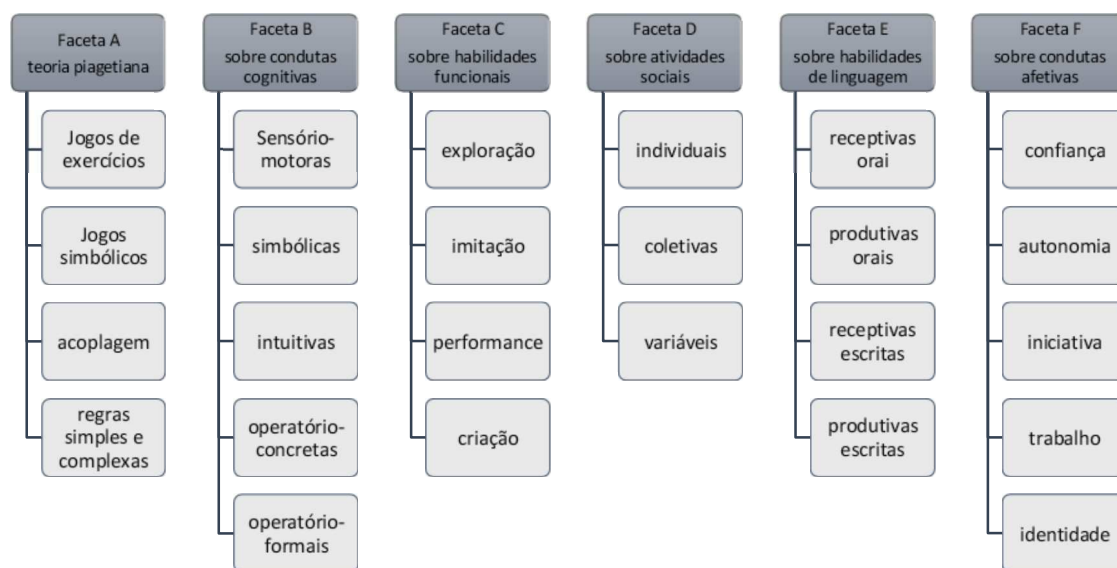 Faceta A
teoria piagetiana
Jogos de
exercícios
Jogos
simbólicos
acoplagem
regras
simples e
complexas
Faceta B
sobre condutas
cognitivas
Sensório-
motoras
simbólicas
intuitivas
operatório-
concretas
operatório-
formais
Faceta C
sobre habilidades
funcionais
exploração
imitação
performance
criação
Faceta D
sobre atividades
sociais
individuais
coletivas
variáveis
Faceta E
sobre habilidades
de linguagem
receptivas
orai
produtivas
orais
receptivas
escritas
produtivas
escritas
Faceta F
sobre condutas
afetivas
confiança
autonomia
iniciativa
trabalho
identidade